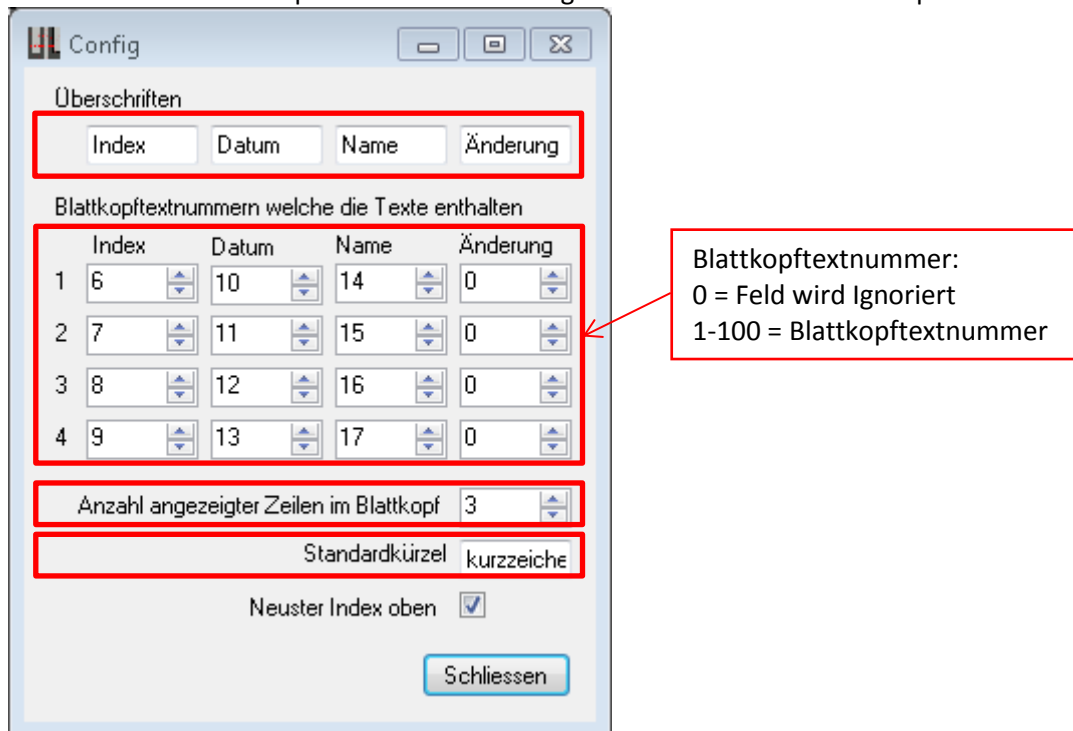 Config
Überschriften
Index Datum Name Änderung
Blattkopftextnummern welche die Texte enthalten
Index Datum Name Änderung
1 6 10 14 0
2 7 11 15 0
3 8 12 16 0
4 9 13 17 0
Anzahl angezeigter Zeilen im Blattkopf 3
Standardkürzel kurzzeiche
Neuster Index oben
Schliessen
Blattkopftextnummer:
0 = Feld wird Ignoriert
1-100 = Blattkopftextnummer